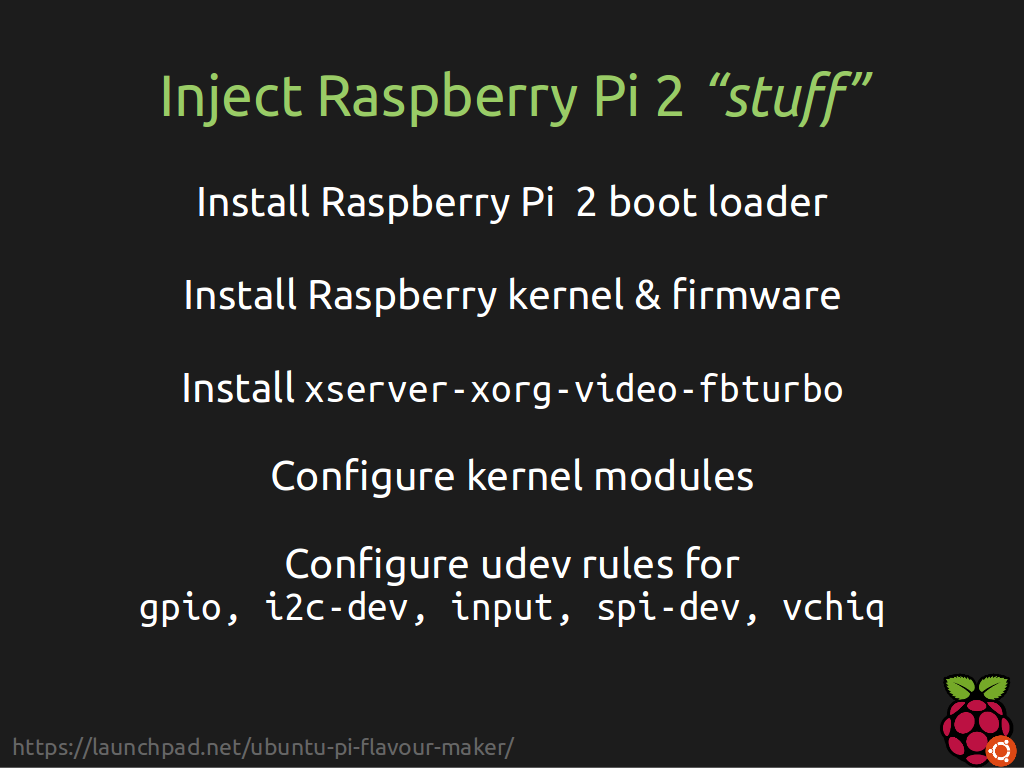 Inject Raspberry Pi 2 “stuff”
Install Raspberry Pi  2 boot loader
Install Raspberry kernel & firmware
Install xserver-xorg-video-fbturbo
Configure kernel modules
Configure udev rules for
gpio, i2c-dev, input, spi-dev, vchiq
https://launchpad.net/ubuntu-pi-flavour-maker/